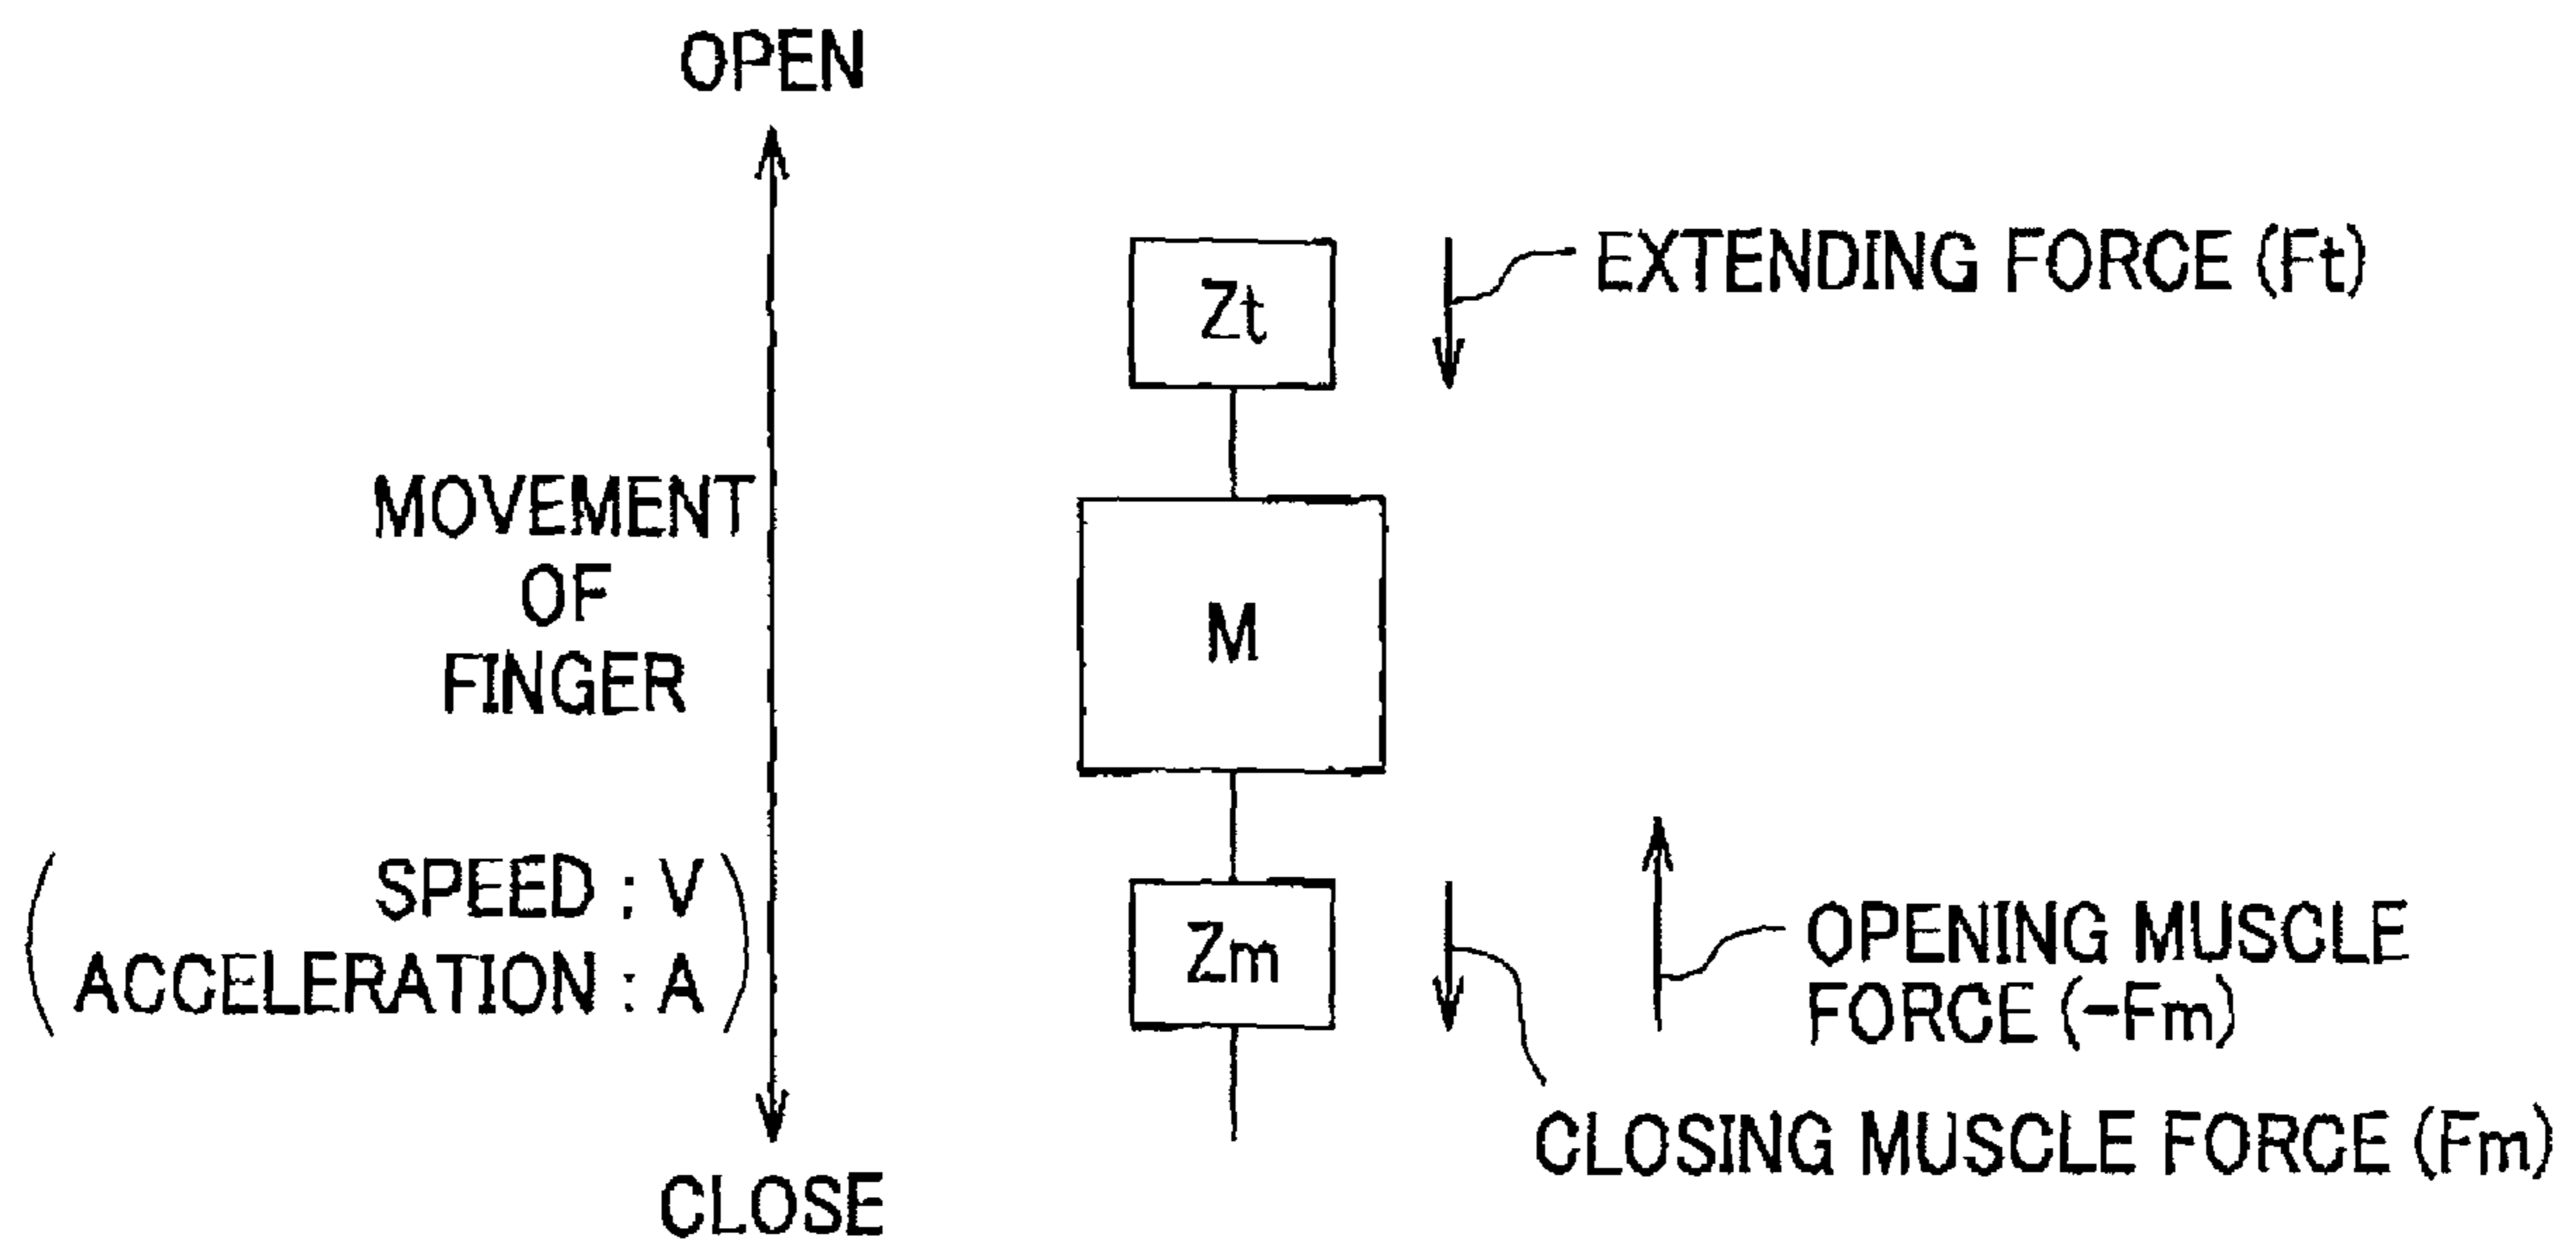 OPEN
Zt
EXTENDING FORCE (Ft)
MOVEMENT
OF
FINGER
M
SPEED : V
ACCELERATION : A
Zm
OPENING MUSCLE
FORCE (-Fm)
CLOSING MUSCLE FORCE (Fm)
CLOSE